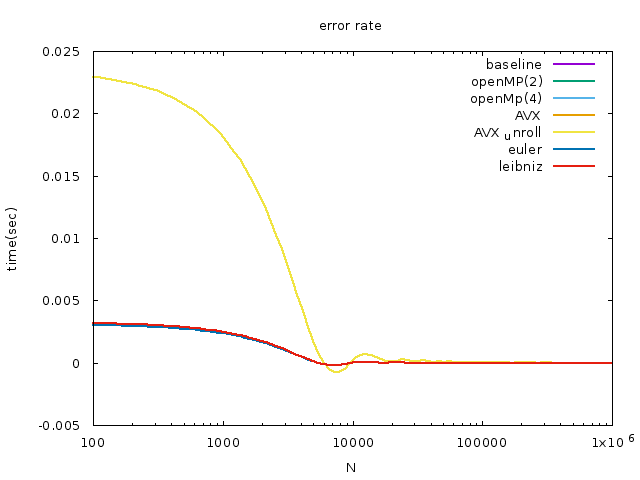 error rate
0.025
0.02
0.015
0.01
0.005
0
-0.005
time(sec)
baseline
openMP(2)
openMp(4)
AVX
AVX unroll
euler
leibniz
100
1000
10000
100000
1x10 6
N